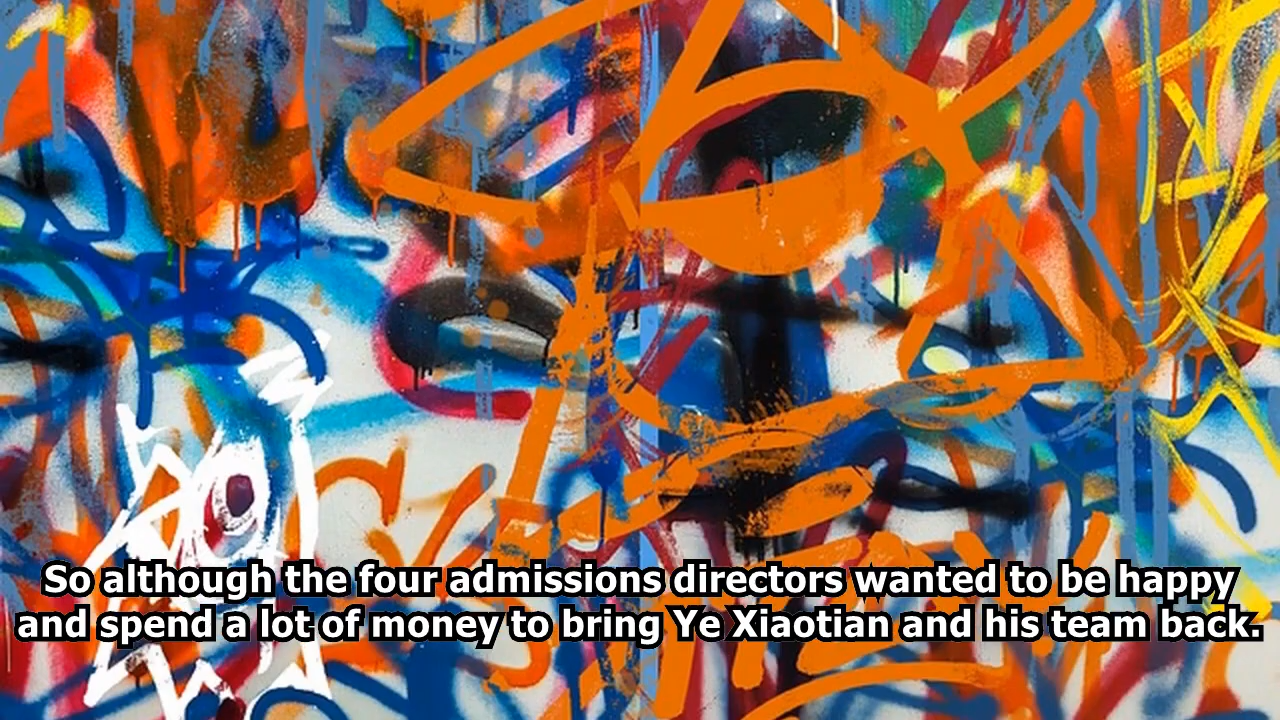 So although the four admissions directors wanted to be happy
and spend a lot of money to bring Ye Xiaotian and his team back.